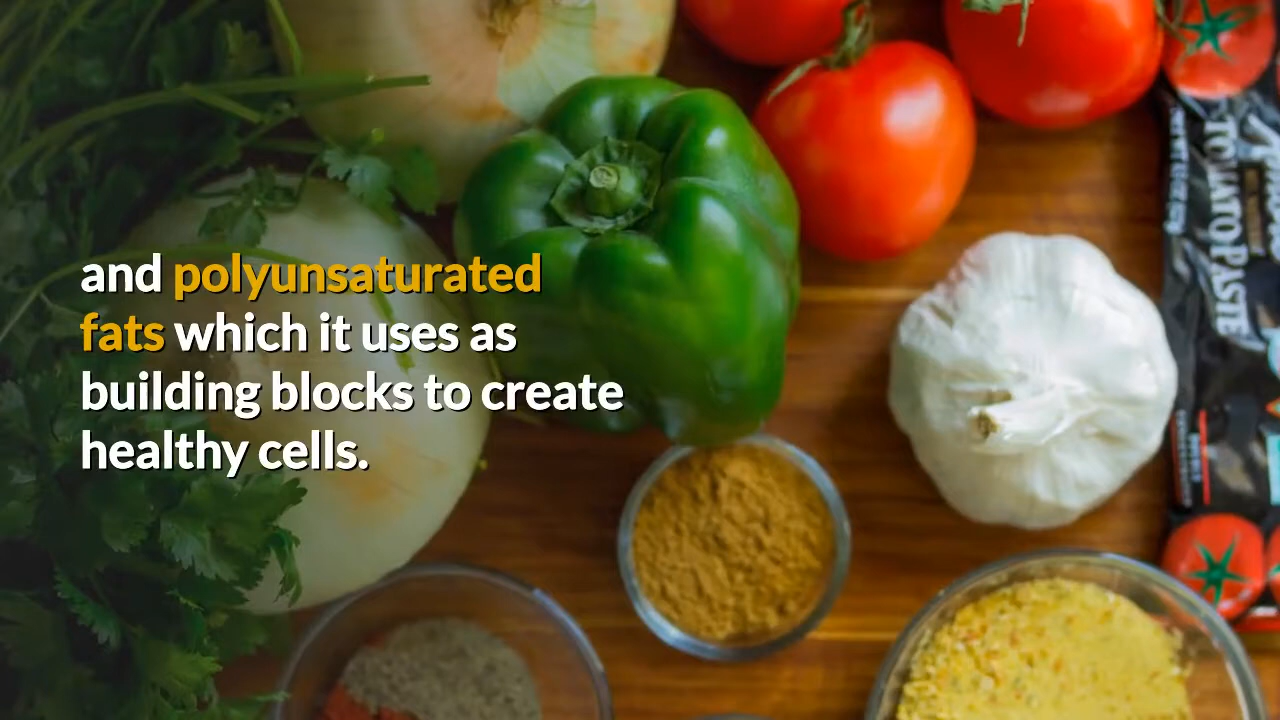 and polyunsaturated
fats which it uses as
building blocks to create
healthy cells.
TOMATO PASTE